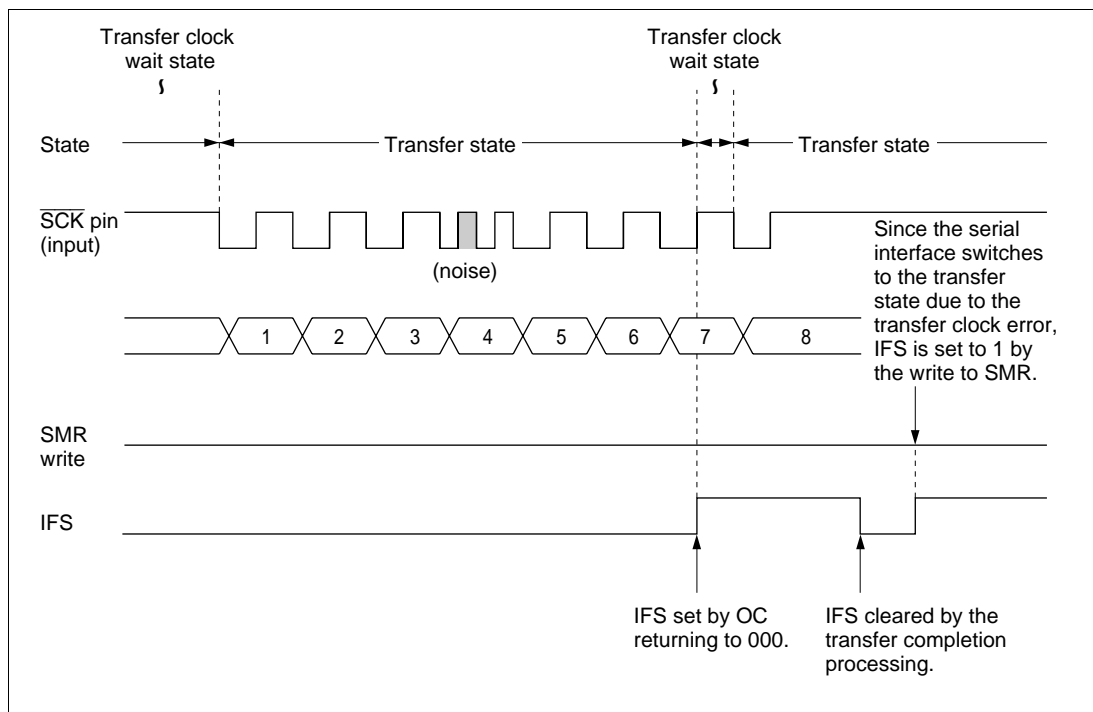 Transfer clock
wait state
Transfer clock
wait state
State
Transfer state
Transfer state
SCK pin
(input)
(noise)
Since the serial
interface switches
to the transfer
state due to the
transfer clock error,
IFS is set to 1 by
the write to SMR.
1 2 3 4 5 6 7 8
SMR
write
IFS
IFS set by OC
returning to 000.
IFS cleared by the
transfer completion
processing.